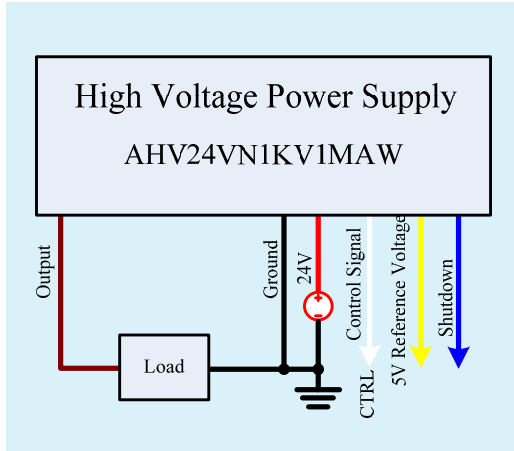 High Voltage Power Supply
AHV24VN1KV1MAW
Output
Ground
24V
Control Signal
5V Reference Voltage
Shutdown
Load
CTRL